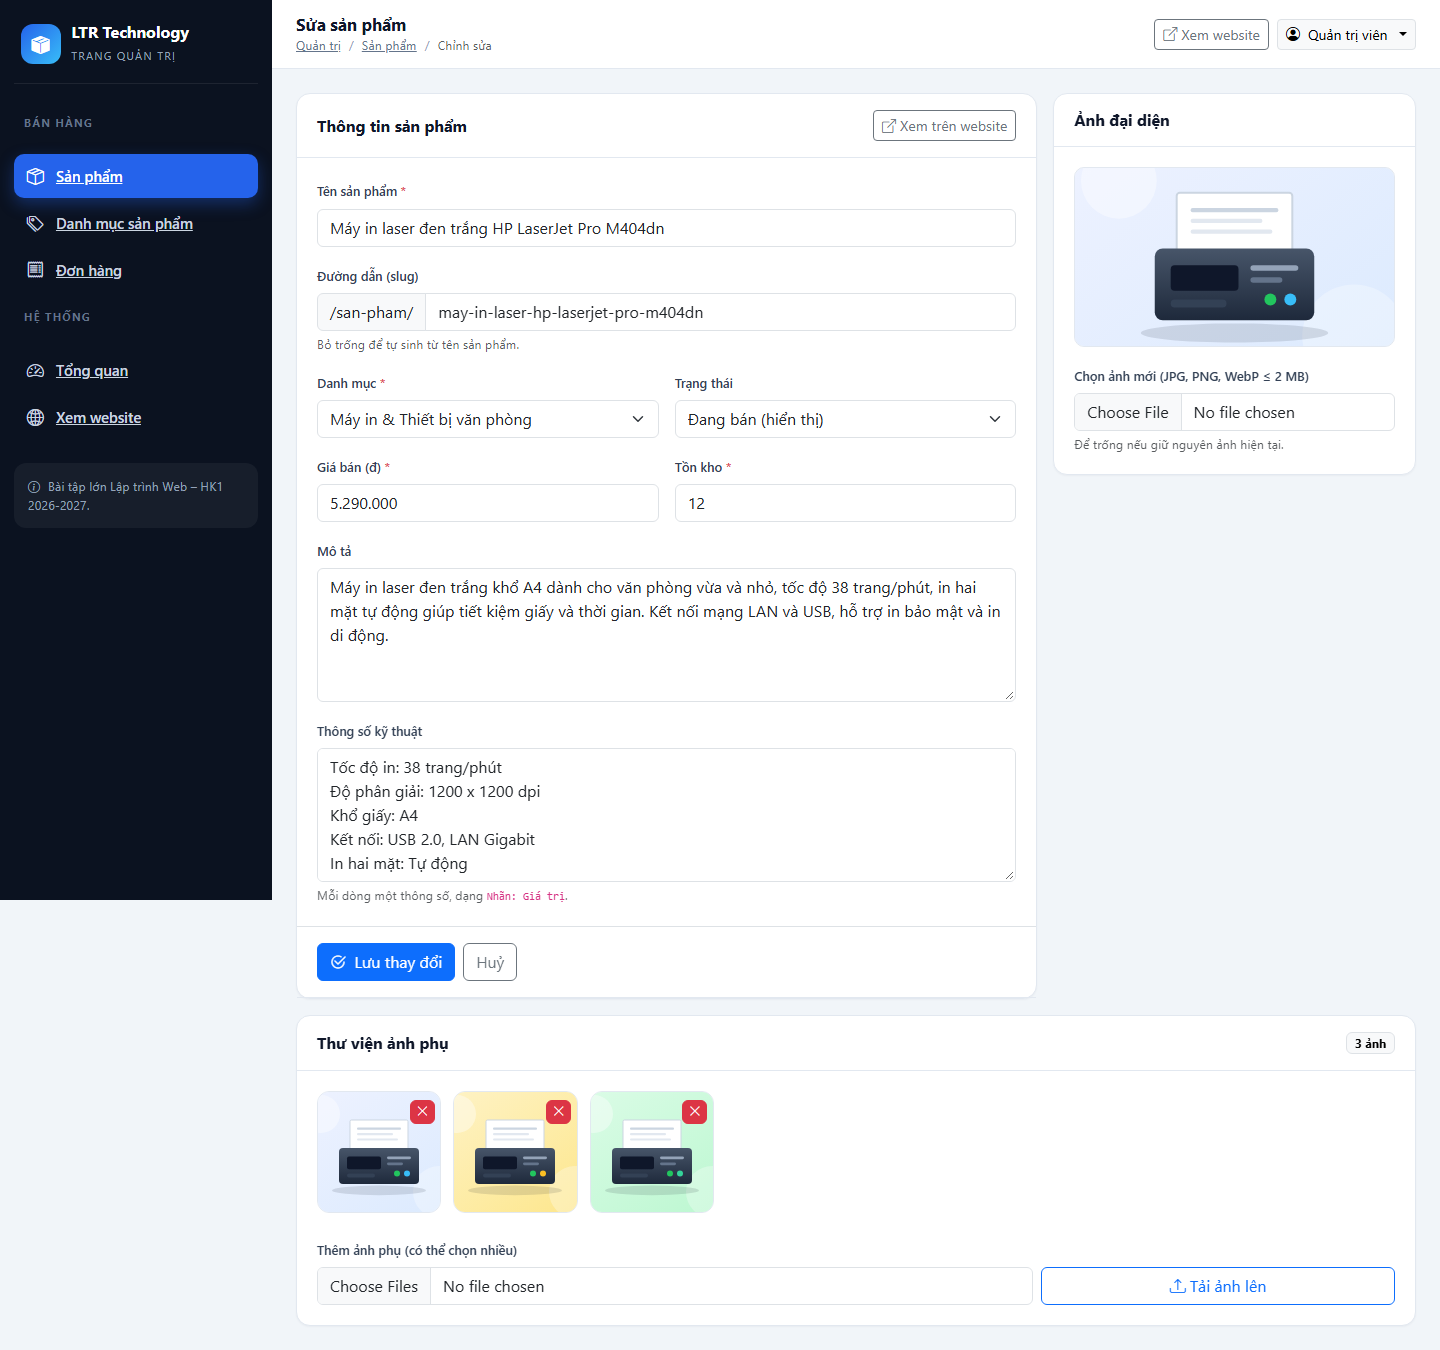 LTR Technology
TRANG QUẢN TRỊ
BÁN HÀNG
Sản phẩm
Danh mục sản phẩm
Đơn hàng
HỆ THỐNG
Tổng quan
Xem website
Bài tập lớn Lập trình Web – HK1
2026-2027.
Sửa sản phẩm
Quản trị / Sản phẩm / Chỉnh sửa
Xem website
Quản trị viên
Thông tin sản phẩm
Xem trên website
Tên sản phẩm *
Máy in laser đen trắng HP LaserJet Pro M404dn
Đường dẫn (slug)
/san-pham/ may-in-laser-hp-laserjet-pro-m404dn
Bỏ trống để tự sinh từ tên sản phẩm.
Danh mục *
Máy in & Thiết bị văn phòng
Trạng thái
Đang bán (hiển thị)
Giá bán (đ) *
5.290.000
Tồn kho *
12
Mô tả
Máy in laser đen trắng khổ A4 dành cho văn phòng vừa và nhỏ, tốc độ 38 trang/phút, in hai
mặt tự động giúp tiết kiệm giấy và thời gian. Kết nối mạng LAN và USB, hỗ trợ in bảo mật và in
di động.
Thông số kỹ thuật
Tốc độ in: 38 trang/phút
Độ phân giải: 1200 x 1200 dpi
Khổ giấy: A4
Kết nối: USB 2.0, LAN Gigabit
In hai mặt: Tự động
Mỗi dòng một thông số, dạng Nhãn: Giá trị.
Lưu thay đổi
Huỷ
Ảnh đại diện
Chọn ảnh mới (JPG, PNG, WebP ≤ 2 MB)
Choose File No file chosen
Để trống nếu giữ nguyên ảnh hiện tại.
Thư viện ảnh phụ
3 ảnh
Thêm ảnh phụ (có thể chọn nhiều)
Choose Files No file chosen
Tải ảnh lên